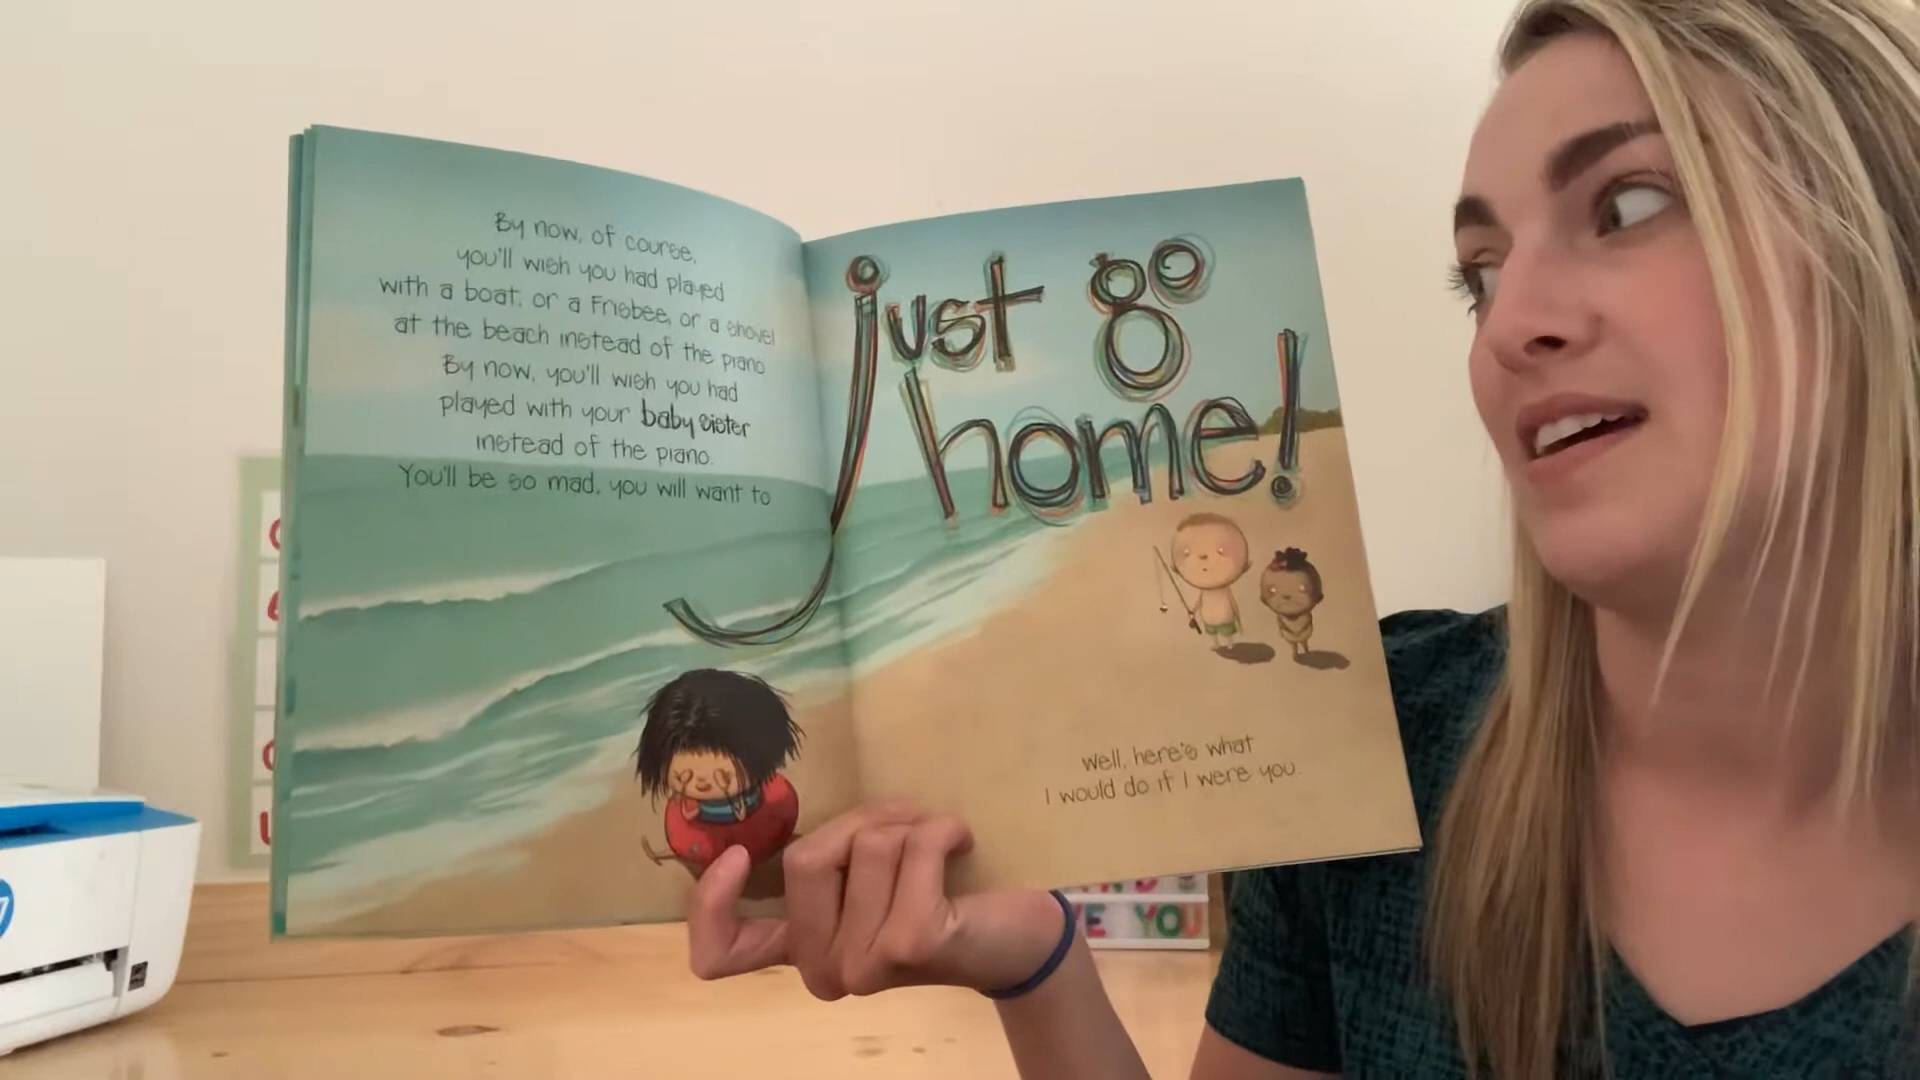 By now, of course,
you'll wish you had played
with a boat, or a Frisbee, or a shovel
at the beach instead of the piano
By now, you'll wish you had
played with your baby sister
instead of the piano.
You'll be so mad, you will want to
just go
home!
Well, here's what
I would do if I were you.
YOU